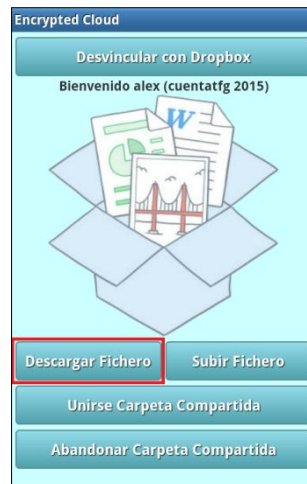 Encrypted Cloud
Desvincular con Dropbox
Bienvenido alex (cuentatfg 2015)
W
Descargar Fichero
Subir Fichero
Unirse Carpeta Compartida
Abandonar Carpeta Compartida